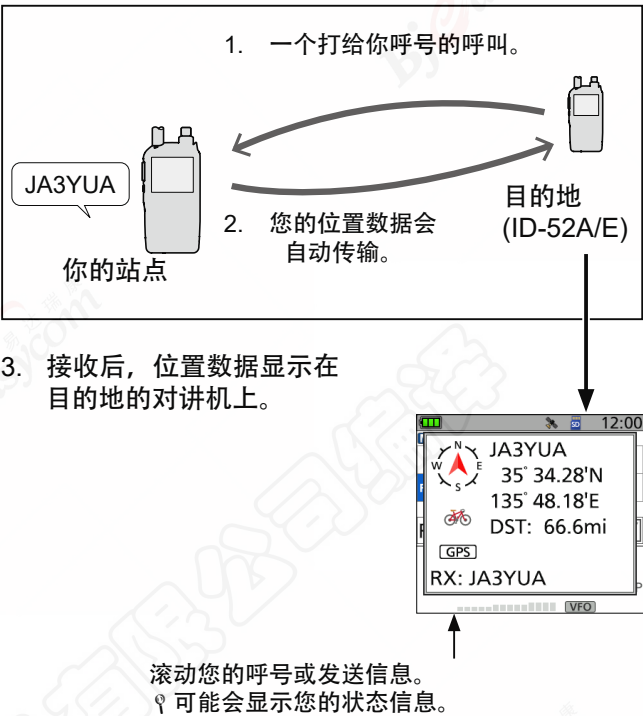 1. 一个打给你呼号的呼叫。
JA3YUA
你的站点
2. 您的位置数据会
自动传输。
目的地
(ID-52A/E)
3. 接收后，位置数据显示在
目的地的对讲机上。
SD 12:00
N
W E
S
JA3YUA
35° 34.28'N
135° 48.18'E
DST: 66.6mi
GPS
RX: JA3YUA
VFO
滚动您的呼号或发送信息。
可能会显示您的状态信息。